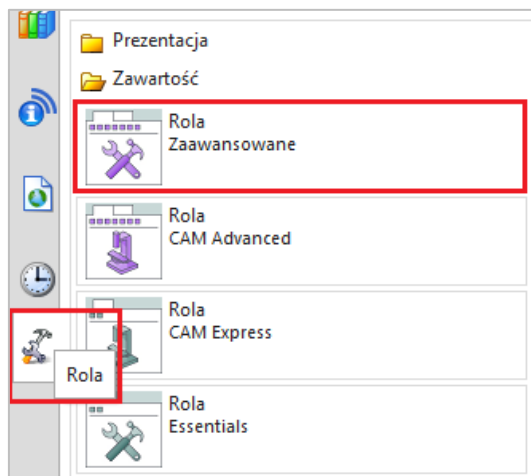 Prezentacja
Zawartość
Rola
Zaawansowane
Rola
CAM Advanced
Rola
CAM Express
Rola
Rola
Essentials